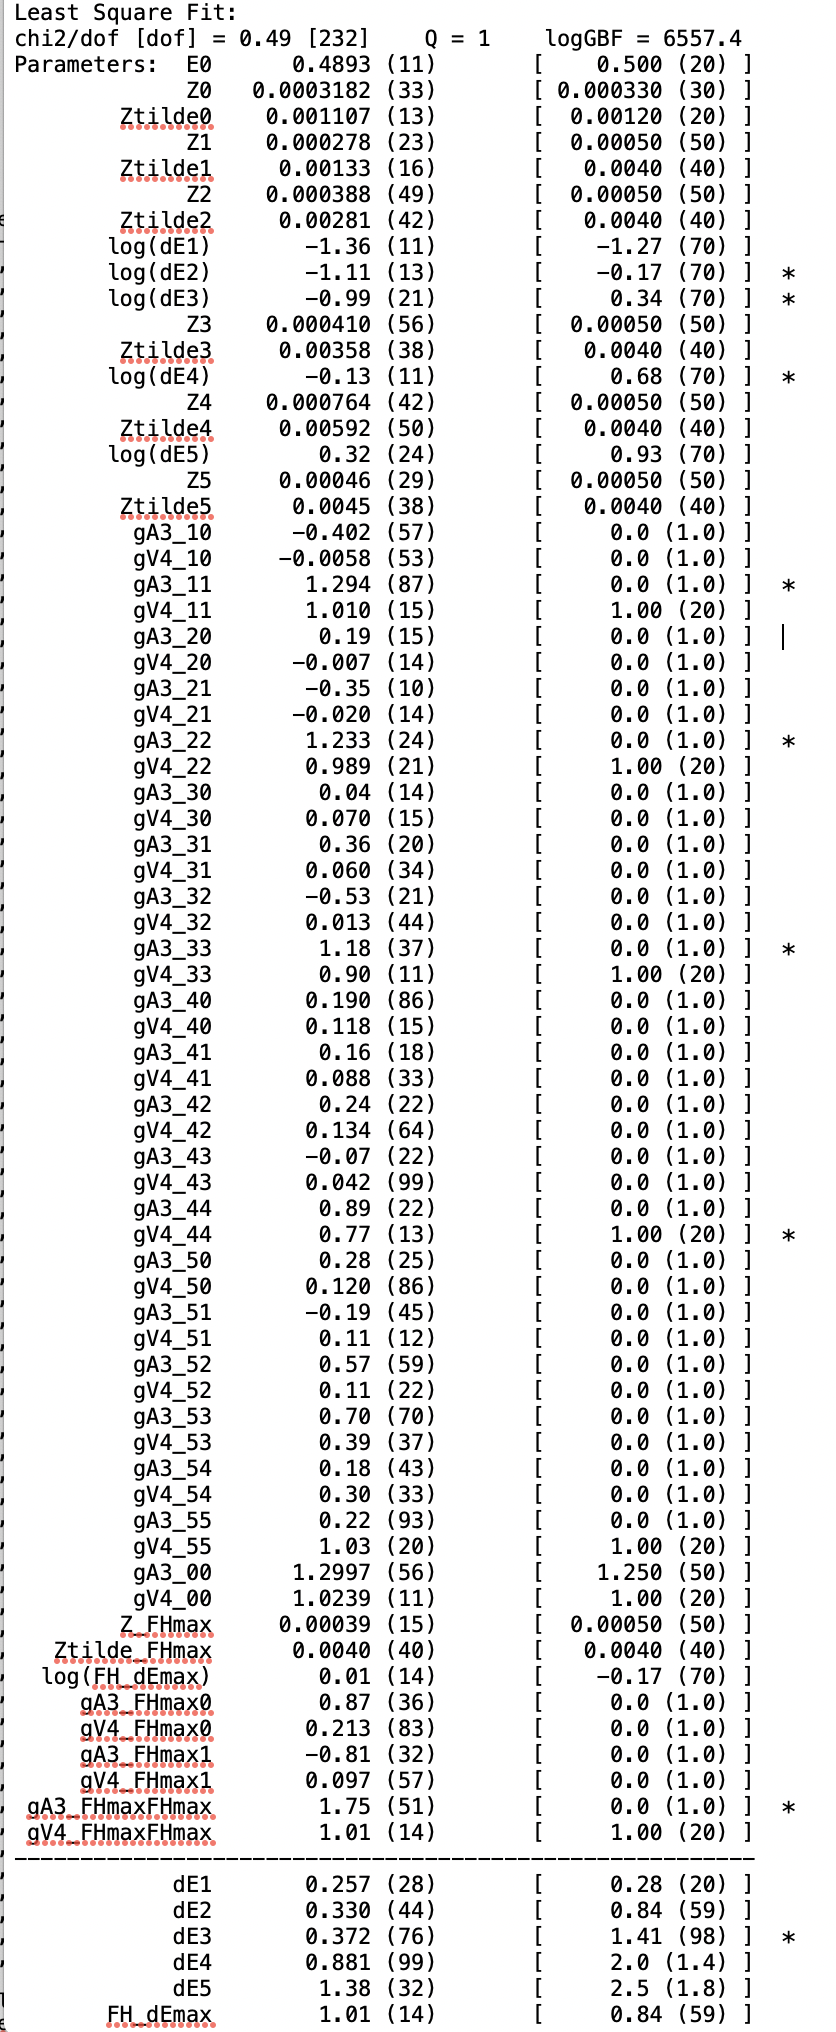 Least Square Fit:
chi2/dof [dof] = 0.49 [232]    Q = 1    logGBF = 6557.4
Parameters:  E0    0.4893 (11)    [    0.500 (20) ]
Z0    0.0003182 (33)    [ 0.000330 (30) ]
Ztilde0    0.001107 (13)    [ 0.00120 (20) ]
Z1    0.000278 (23)    [ 0.00050 (50) ]
Ztilde1    0.00133 (16)    [ 0.0040 (40) ]
Z2    0.000388 (49)    [ 0.00050 (50) ]
Ztilde2    0.00281 (42)    [ 0.0040 (40) ]
log(dE1)    −1.36 (11)    [ −1.27 (70) ]
log(dE2)    −1.11 (13)    [ −0.17 (70) ]  *
log(dE3)    −0.99 (21)    [ 0.34 (70) ]  *
Z3    0.000410 (56)    [ 0.00050 (50) ]
Ztilde3    0.00358 (38)    [ 0.0040 (40) ]
log(dE4)    −0.13 (11)    [ 0.68 (70) ]  *
Z4    0.000764 (42)    [ 0.00050 (50) ]
Ztilde4    0.00592 (50)    [ 0.0040 (40) ]
log(dE5)    0.32 (24)    [ 0.93 (70) ]
Z5    0.00046 (29)    [ 0.00050 (50) ]
Ztilde5    0.0045 (38)    [ 0.0040 (40) ]
gA3_10    −0.402 (57)    [ 0.0 (1.0) ]
gV4_10    −0.0058 (53)    [ 0.0 (1.0) ]
gA3_11    1.294 (87)    [ 0.0 (1.0) ]  *
gV4_11    1.010 (15)    [ 1.00 (20) ]
gA3_20    0.19 (15)    [ 0.0 (1.0) ]
gV4_20    −0.007 (14)    [ 0.0 (1.0) ]
gA3_21    −0.35 (10)    [ 0.0 (1.0) ]
gV4_21    −0.020 (14)    [ 0.0 (1.0) ]
gA3_22    1.233 (24)    [ 0.0 (1.0) ]  *
gV4_22    0.989 (21)    [ 1.00 (20) ]
gA3_30    0.04 (14)    [ 0.0 (1.0) ]
gV4_30    0.070 (15)    [ 0.0 (1.0) ]
gA3_31    0.36 (20)    [ 0.0 (1.0) ]
gV4_31    0.060 (34)    [ 0.0 (1.0) ]
gA3_32    −0.53 (21)    [ 0.0 (1.0) ]
gV4_32    0.013 (44)    [ 0.0 (1.0) ]
gA3_33    1.18 (37)    [ 0.0 (1.0) ]  *
gV4_33    0.90 (11)    [ 1.00 (20) ]
gA3_40    0.190 (86)    [ 0.0 (1.0) ]
gV4_40    0.118 (15)    [ 0.0 (1.0) ]
gA3_41    0.16 (18)    [ 0.0 (1.0) ]
gV4_41    0.088 (33)    [ 0.0 (1.0) ]
gA3_42    0.24 (22)    [ 0.0 (1.0) ]
gV4_42    0.134 (64)    [ 0.0 (1.0) ]
gA3_43    −0.07 (22)    [ 0.0 (1.0) ]
gV4_43    0.042 (99)    [ 0.0 (1.0) ]
gA3_44    0.89 (22)    [ 0.0 (1.0) ]
gV4_44    0.77 (13)    [ 1.00 (20) ]  *
gA3_50    0.28 (25)    [ 0.0 (1.0) ]
gV4_50    0.120 (86)    [ 0.0 (1.0) ]
gA3_51    −0.19 (45)    [ 0.0 (1.0) ]
gV4_51    0.11 (12)    [ 0.0 (1.0) ]
gA3_52    0.57 (59)    [ 0.0 (1.0) ]
gV4_52    0.11 (22)    [ 0.0 (1.0) ]
gA3_53    0.70 (70)    [ 0.0 (1.0) ]
gV4_53    0.39 (37)    [ 0.0 (1.0) ]
gA3_54    0.18 (43)    [ 0.0 (1.0) ]
gV4_54    0.30 (33)    [ 0.0 (1.0) ]
gA3_55    0.22 (93)    [ 0.0 (1.0) ]
gV4_55    1.03 (20)    [ 1.00 (20) ]
gA3_00    1.2997 (56)    [ 1.250 (50) ]
gV4_00    1.0239 (11)    [ 1.00 (20) ]
Z_FHmax    0.00039 (15)    [ 0.00050 (50) ]
Ztilde_FHmax    0.0040 (40)    [ 0.0040 (40) ]
log(FH_dEmax)    0.01 (14)    [ −0.17 (70) ]
gA3_FHmax0    0.87 (36)    [ 0.0 (1.0) ]
gV4_FHmax0    0.213 (83)    [ 0.0 (1.0) ]
gA3_FHmax1    −0.81 (32)    [ 0.0 (1.0) ]
gV4_FHmax1    0.097 (57)    [ 0.0 (1.0) ]
gA3_FHmaxFHmax    1.75 (51)    [ 0.0 (1.0) ]  *
gV4_FHmaxFHmax    1.01 (14)    [ 1.00 (20) ]
---------------------------------------------------------
dE1    0.257 (28)    [ 0.28 (20) ]
dE2    0.330 (44)    [ 0.84 (59) ]
dE3    0.372 (76)    [ 1.41 (98) ]  *
dE4    0.881 (99)    [ 2.0 (1.4) ]
dE5    1.38 (32)    [ 2.5 (1.8) ]
FH_dEmax    1.01 (14)    [ 0.84 (59) ]